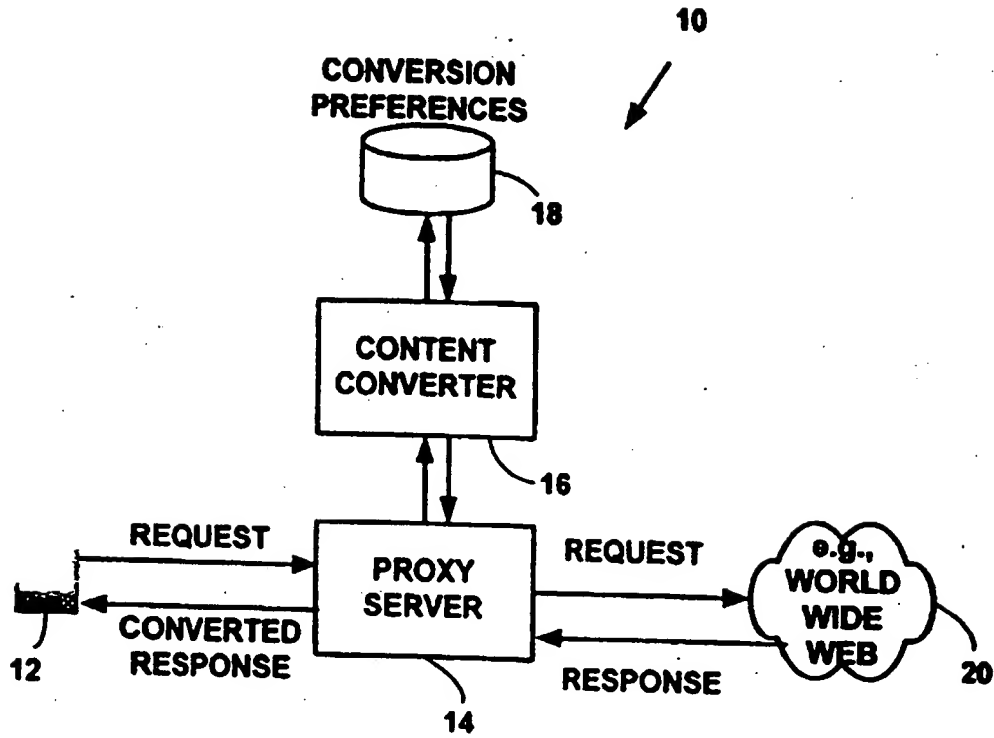 10
CONVERSION
PREFERENCES
18
CONTENT
CONVERTER
16
REQUEST
PROXY
SERVER
REQUEST
e.g.,
WORLD
WIDE
WEB
CONVERTED
RESPONSE
RESPONSE
12
14
20